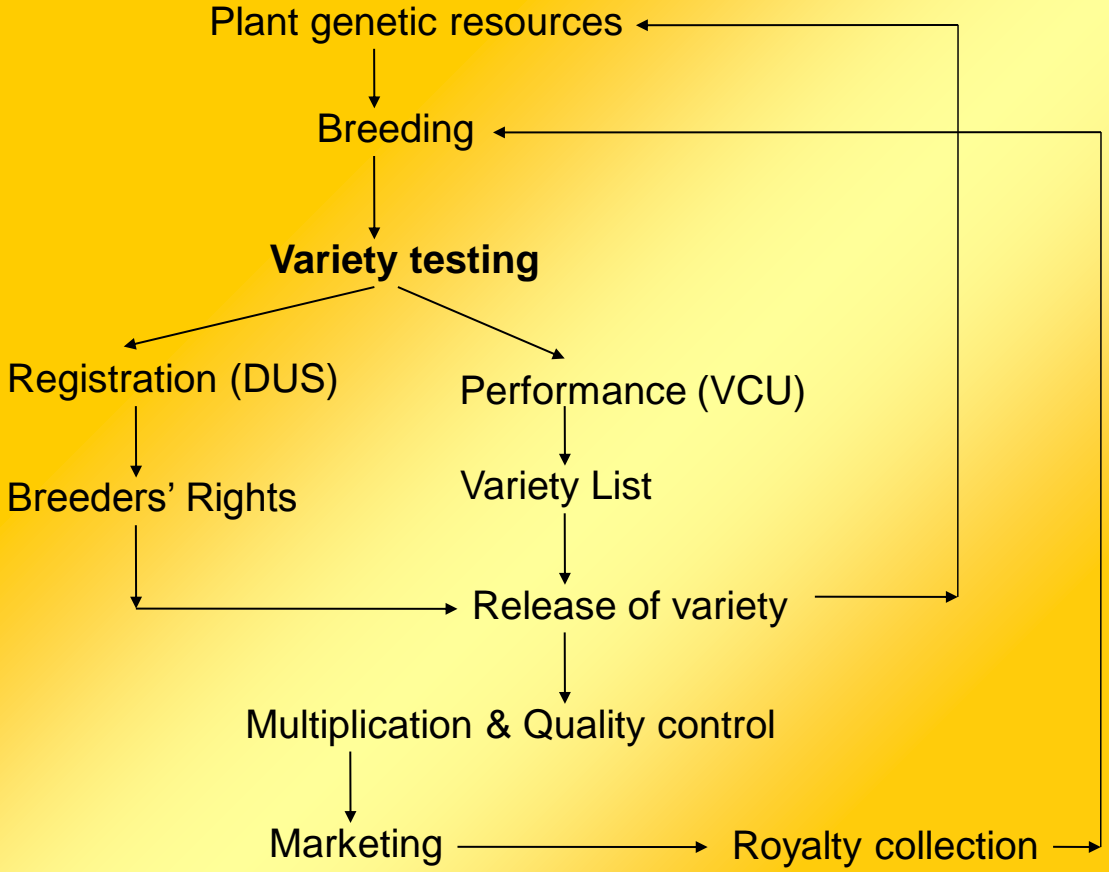 Plant genetic resources
Breeding
Variety testing
Registration (DUS)
Performance (VCU)
Breeders’ Rights
Variety List
Release of variety
Multiplication & Quality control
Marketing
Royalty collection